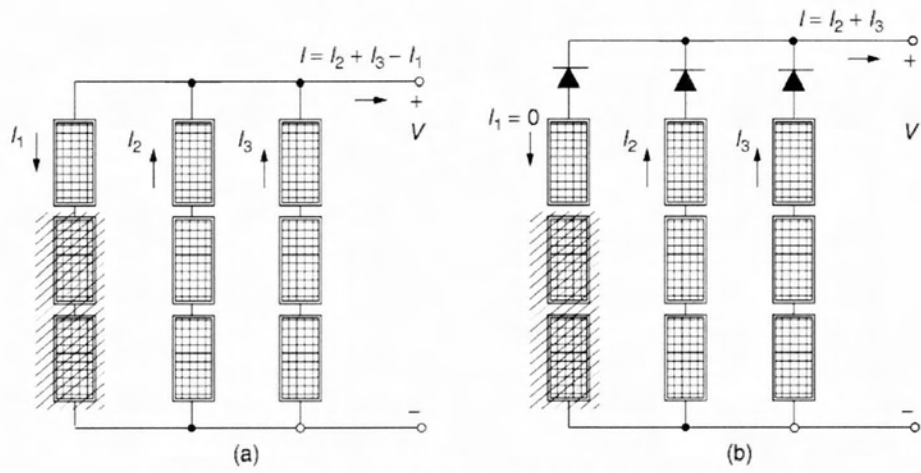 I = I2 + I3 – I1
+
V
I1
I2
I3
–
(a)
I = I2 + I3
+
V
I1 = 0
I2
I3
–
(b)